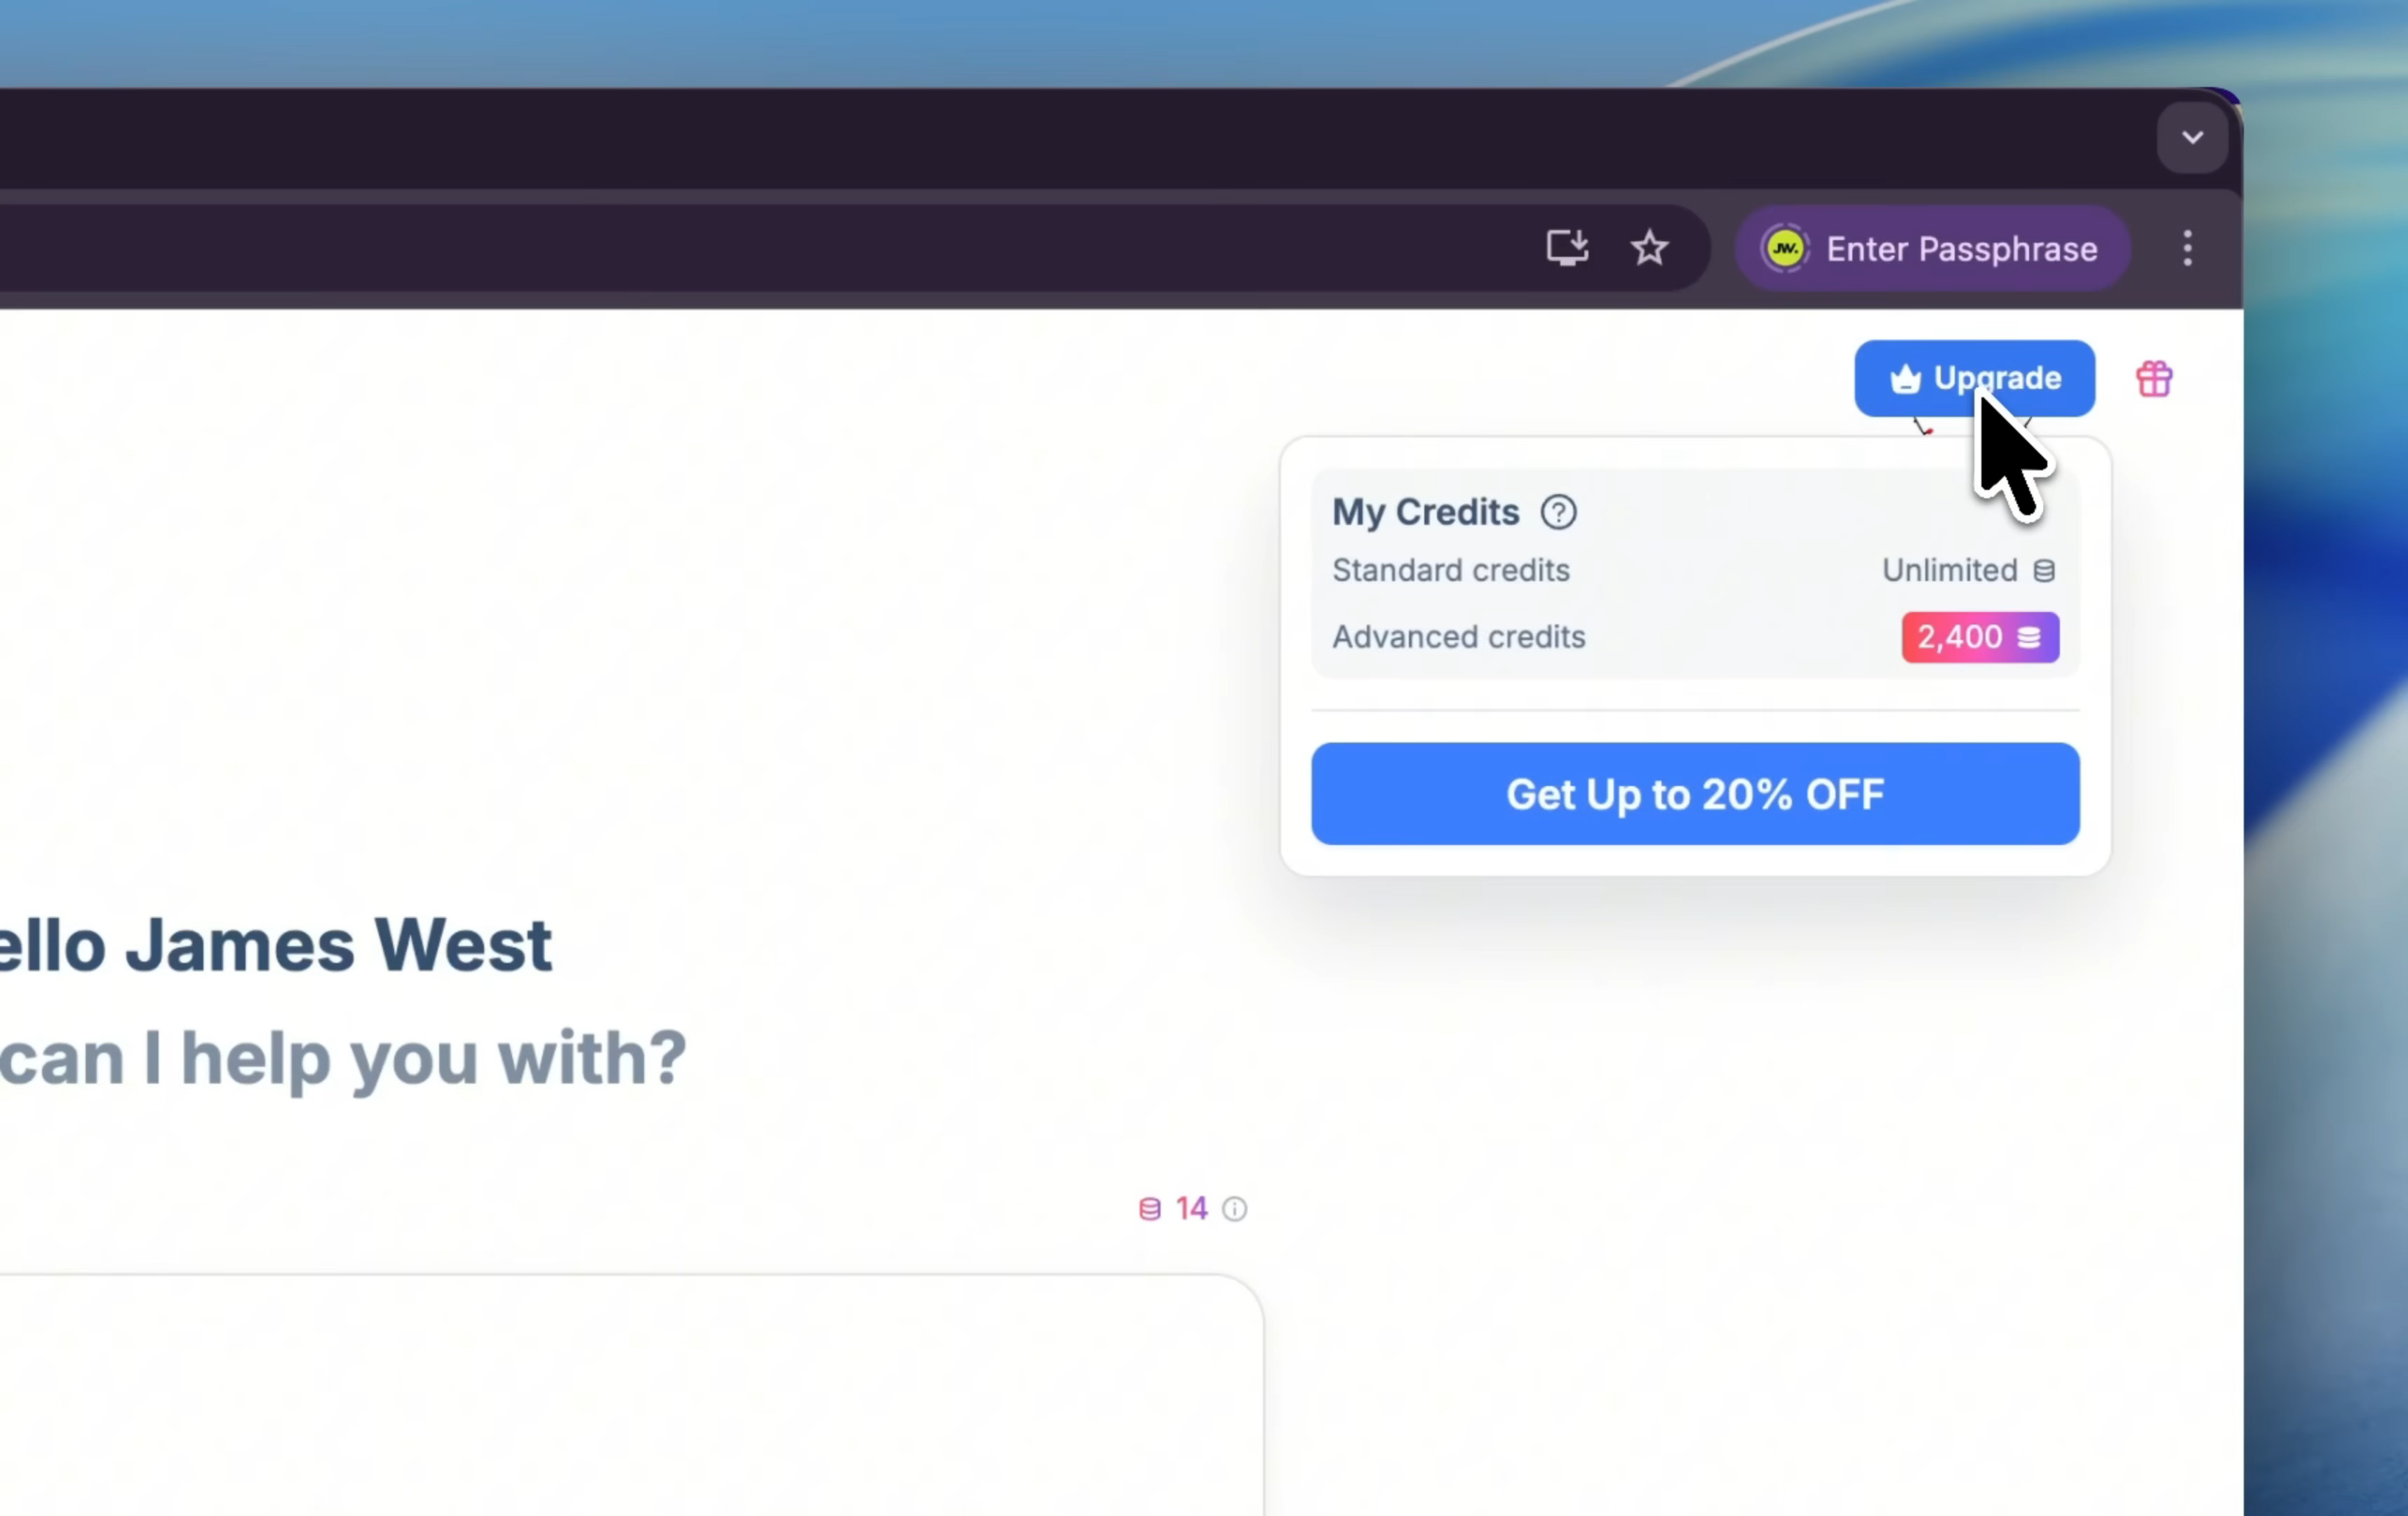 JW. Enter Passphrase
Upgrade
My Credits
Standard credits Unlimited
Advanced credits 2,400
Get Up to 20% OFF
ello James West
can I help you with?
14